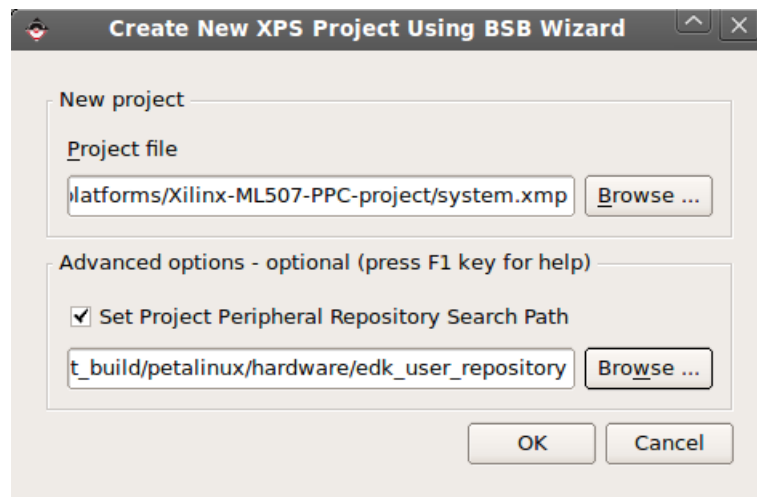 Create New XPS Project Using BSB Wizard
New project
Project file
latforms/Xilinx-ML507-PPC-project/system.xmp Browse ...
Advanced options - optional (press F1 key for help)
Set Project Peripheral Repository Search Path
t_build/petalinux/hardware/edk_user_repository Browse ...
OK Cancel